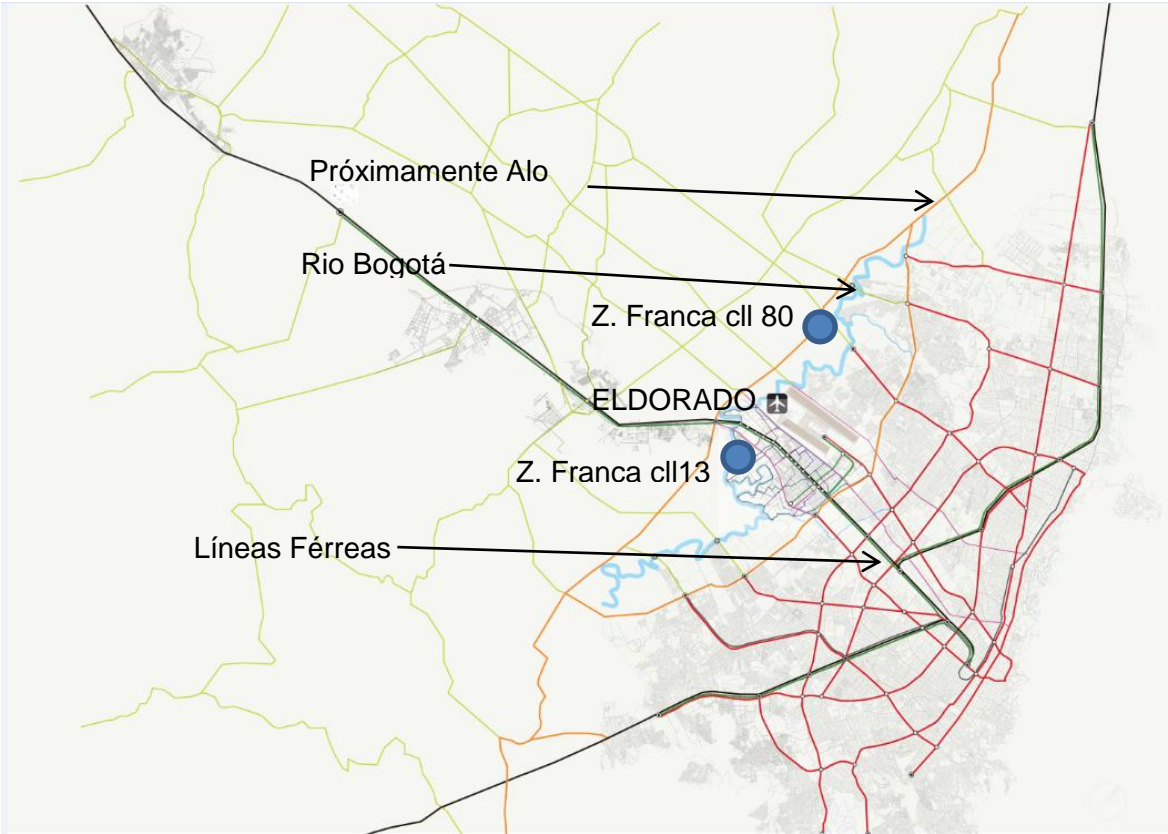 Próximamente Alo
Rio Bogotá
Z. Franca cll 80
ELDORADO
Z. Franca cll13
Líneas Férreas